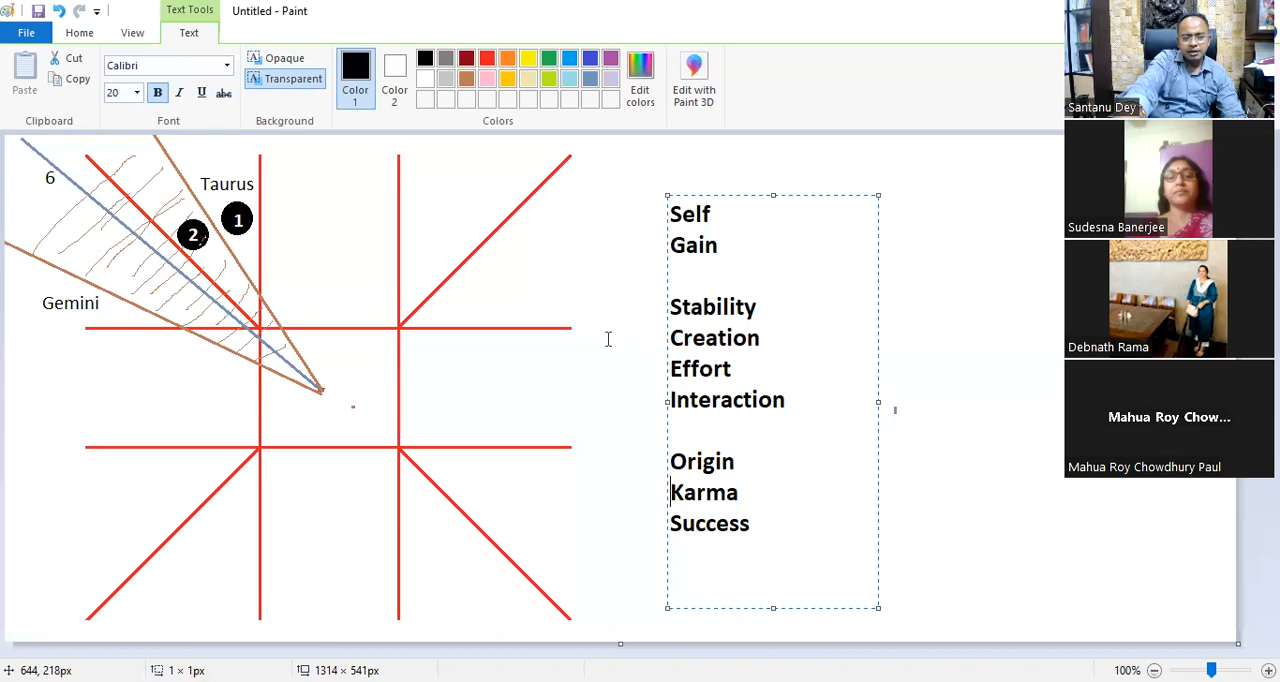 Text Tools
Untitled - Paint
File
Home
View
Text
Paste
Cut
Copy
Clipboard
Calibri
20
B
I
U
abc
Font
A
Opaque
A
Transparent
Background
Color
1
Color
2
Edit
colors
Colors
Edit with
Paint 3D
6
Taurus
1
2
Gemini
Self
Gain
Stability
Creation
Effort
Interaction
Origin
Karma
Success
Santanu Dey
Sudesna Banerjee
Debnath Rama
Mahua Roy Chow...
Mahua Roy Chowdhury Paul
644, 218px
1 × 1px
1314 × 541px
100%